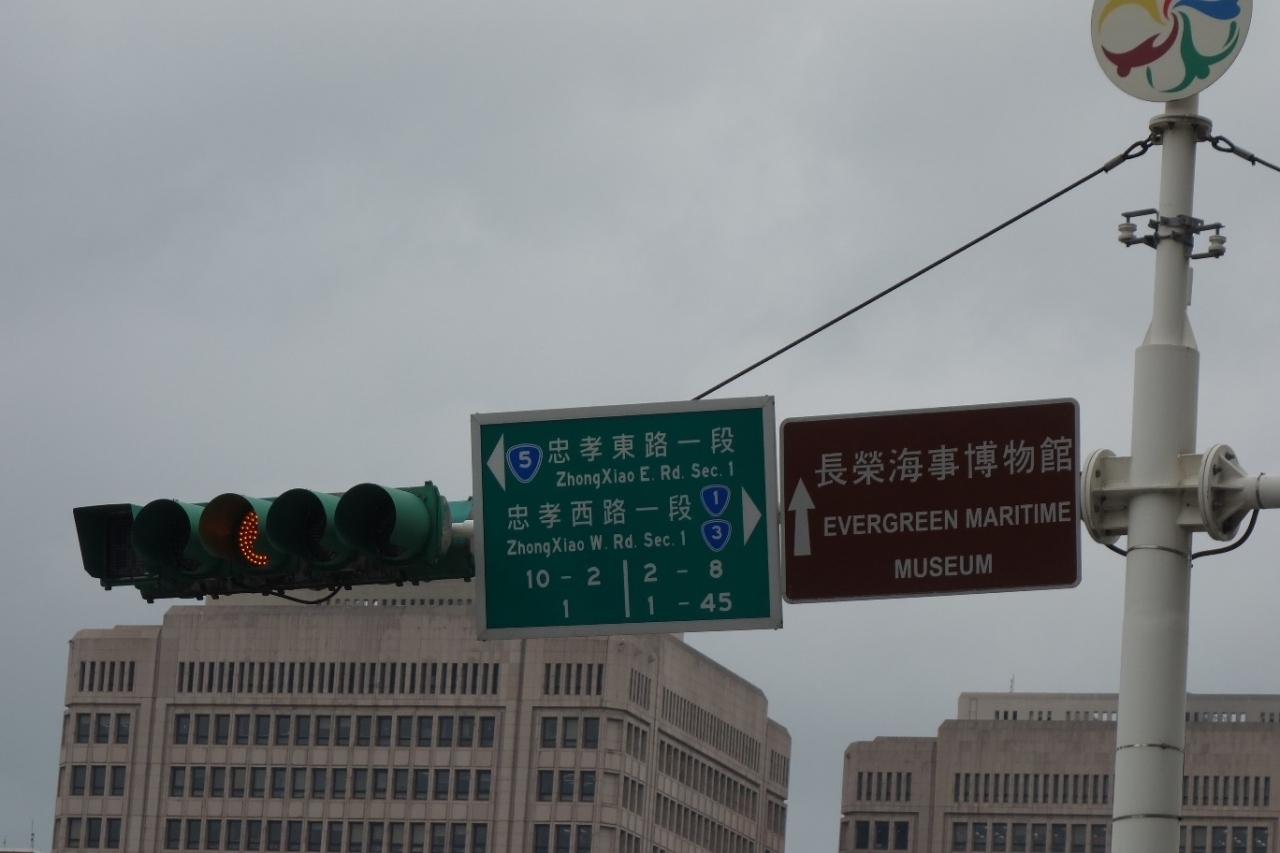 5 忠孝東路一段
ZhongXiao E. Rd. Sec. 1
忠孝西路一段 1
ZhongXiao W. Rd. Sec. 1 3
10 - 2 2 - 8
1 1 - 45
長榮海事博物館
EVERGREEN MARITIME
MUSEUM